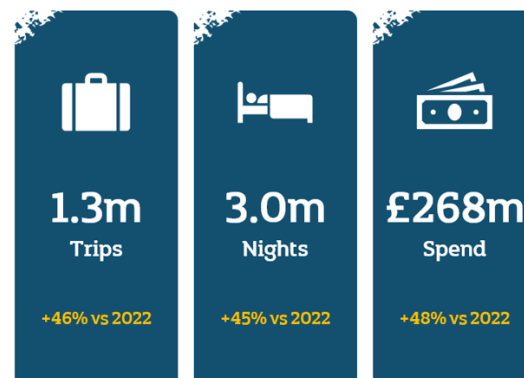 1.3m
Trips
+46% vs 2022
3.0m
Nights
+45% vs 2022
£268m
Spend
+48% vs 2022